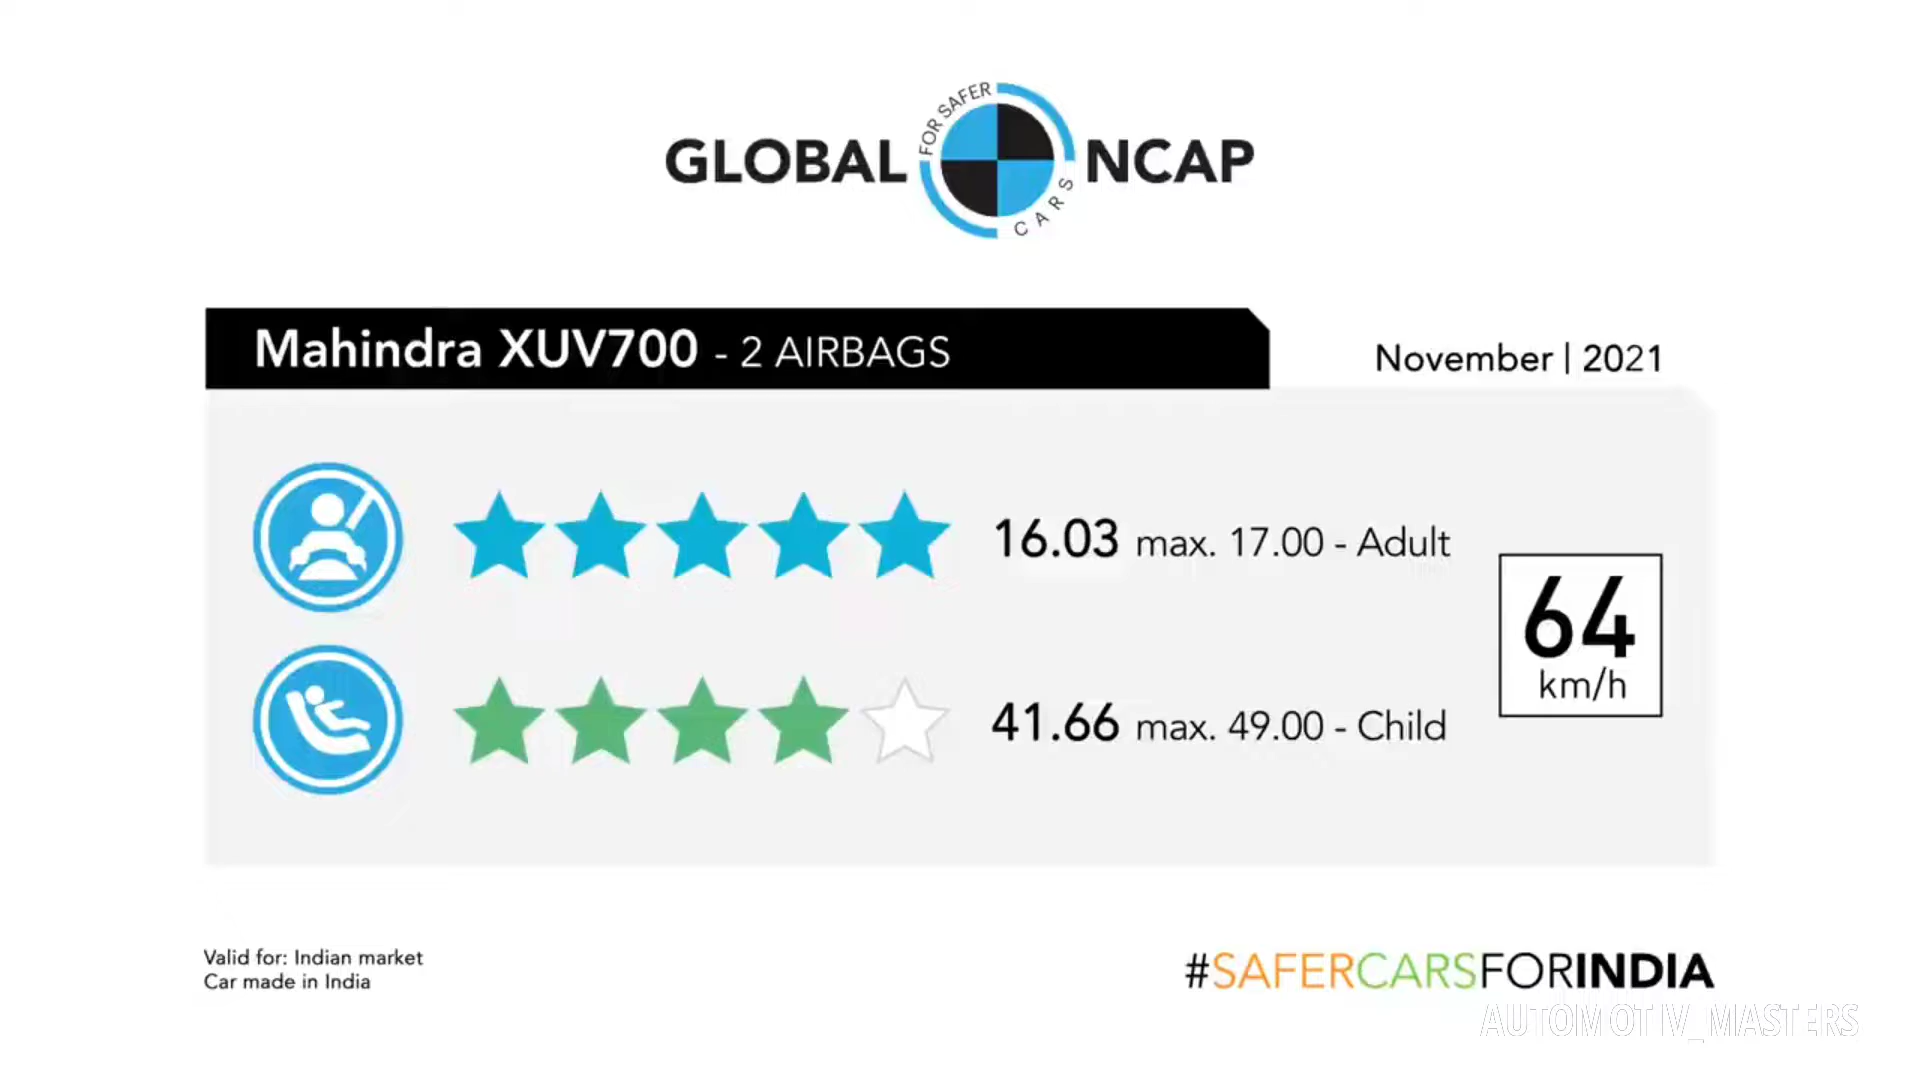 GLOBAL FOR SAFER CARS NCAP
Mahindra XUV700 - 2 AIRBAGS
November | 2021
16.03 max. 17.00 - Adult
41.66 max. 49.00 - Child
64
km/h
Valid for: Indian market
Car made in India
#SAFERCARSFORINDIA
AUTOMOTIV_MASTERS